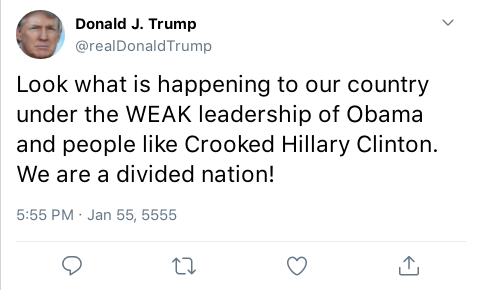 Donald J. Trump
@realDonaldTrump
Look what is happening to our country
under the WEAK leadership of Obama
and people like Crooked Hillary Clinton.
We are a divided nation!
5:55 PM · Jan 55, 5555